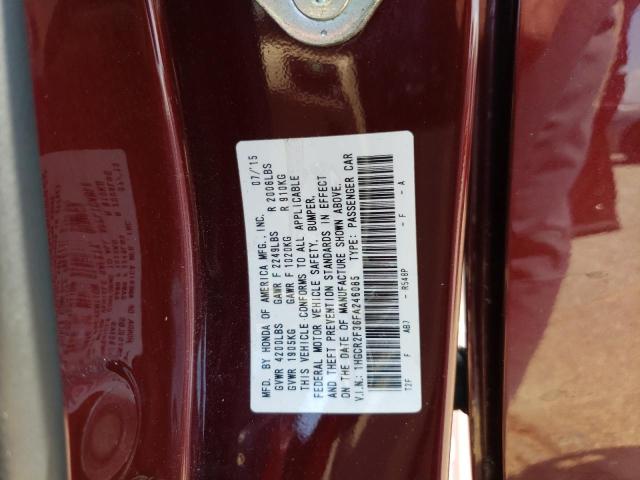 MFD. BY HONDA OF AMERICA MFG., INC. 07/'15
GVWR 4200LBS GAWR F 2249LBS R 2006LBS
GVWR 1905KG GAWR F 1020KG R 910KG
THIS VEHICLE CONFORMS TO ALL APPLICABLE
FEDERAL MOTOR VEHICLE SAFETY, BUMPER,
AND THEFT PREVENTION STANDARDS IN EFFECT
ON THE DATE OF MANUFACTURE SHOWN ABOVE.
V.I.N.: 1HGCR2F36FA246085 TYPE: PASSENGER CAR
T2F F AB7 - R548P - F - A